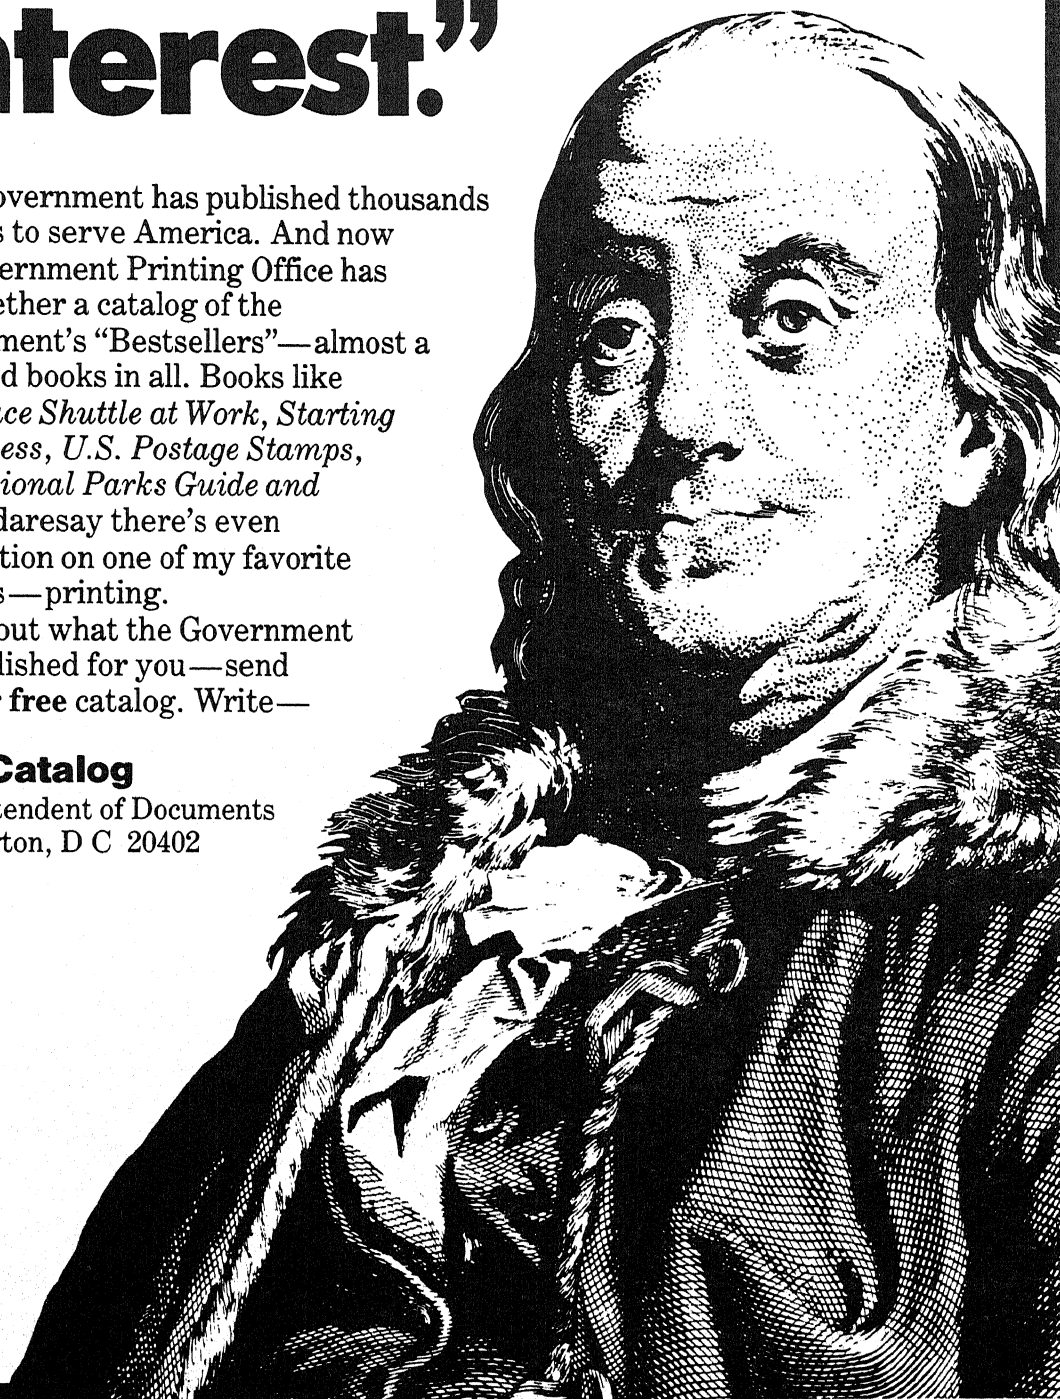 nterest.”
overnment has published thousands
s to serve America. And now
ernment Printing Office has
ether a catalog of the
ment's “Bestsellers”—almost a
d books in all. Books like
ce Shuttle at Work, Starting
ess, U.S. Postage Stamps,
ional Parks Guide and
daresay there's even
tion on one of my favorite
s—printing.
out what the Government
lished for you—send
free catalog. Write—
Catalog
tendent of Documents
ton, D C 20402